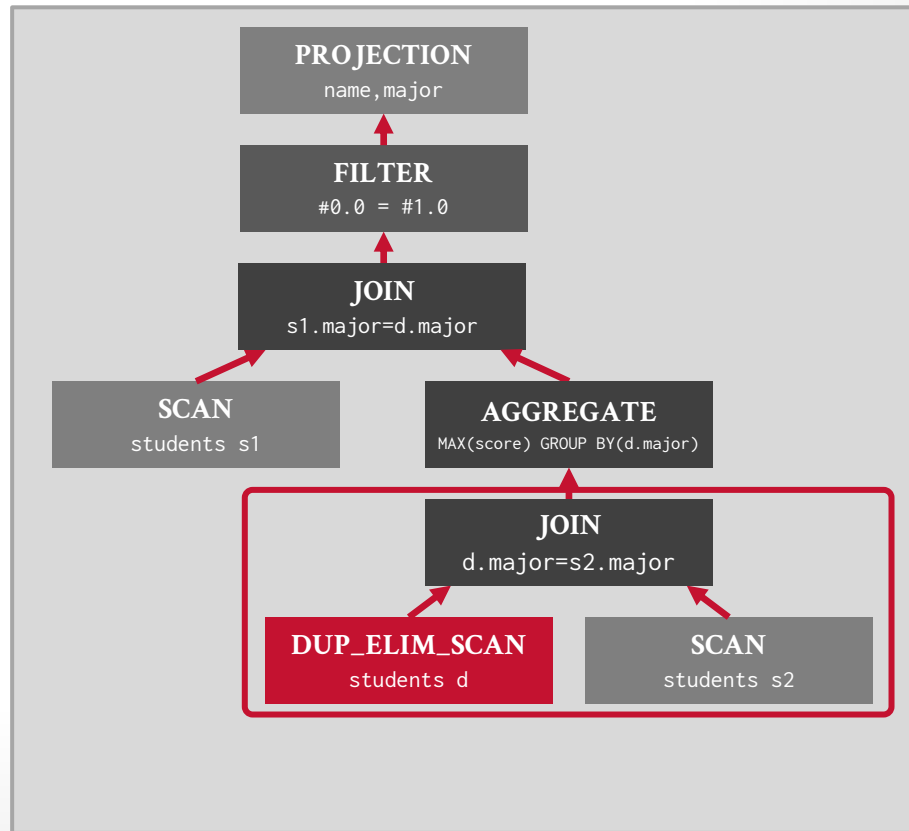 PROJECTION
name,major
FILTER
#0.0 = #1.0
JOIN
s1.major=d.major
SCAN
students s1
AGGREGATE
MAX(score) GROUP BY(d.major)
JOIN
d.major=s2.major
DUP_ELIM_SCAN
students d
SCAN
students s2